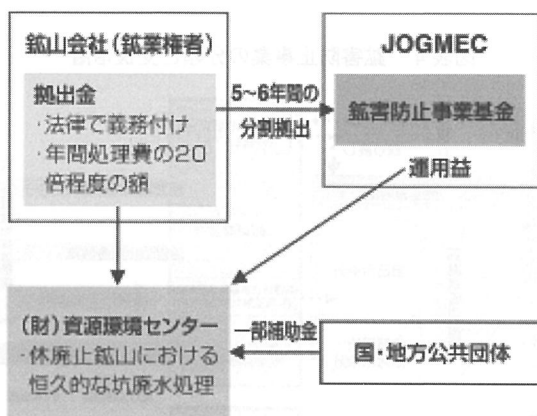 鉱山会社(鉱業権者)
拠出金
・法律で義務付け
・年間処理費の20
倍程度の額
5~6年間の
分割拠出
JOGMEC
鉱害防止事業基金
運用益
(財)資源環境センター
・休廃止鉱山における
恒久的な坑廃水処理
一部補助金
国・地方公共団体